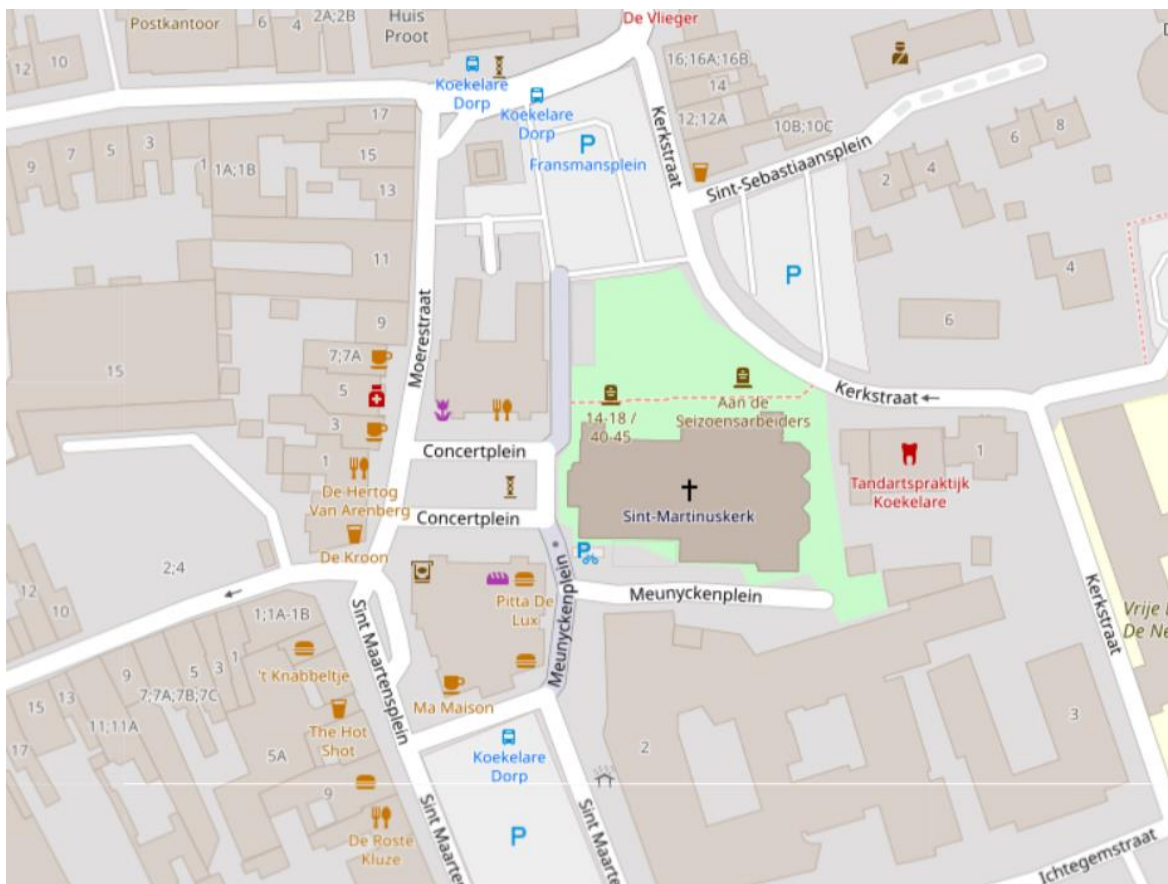 Postkantoor
6
4
2A;2B
Huis
Proot
De Vlieger
12
10
Koekelare
Dorp
Koekelare
Dorp
16;16A;16B
14
12;12A
10B;10C
17
15
13
9
7
5
3
1
1A;1B
P
Fransmansplein
Kerkstraat
Sint-Sebastiaansplein
6
8
4
2
11
9
Moerestraat
P
4
6
15
7;7A
5
3
1
Kerkstraat
14-18 /
40-45
Aan de
Seizoensarbeiders
Concertplein
De Hertog
Van Arenberg
Concertplein
Sint-Martinuskerk
Tandartspraktijk
Koekelare
1
De Kroon
2;4
12
10
P
Pitta De
Lux
Meunyckenplein
Meunyckenplein
Kerkstraat
Sint Maartensplein
1;1A-1B
1
3
5
7;7A;7B;7C
9
11;11A
13
15
17
't Knabbeltje
Ma Maison
The Hot
Shot
5A
9
Koekelare
Dorp
P
2
3
De Roste
Kluze
Sint Maarten
Sint Maarten
Ichtegemstraat
Vrije
De Ne